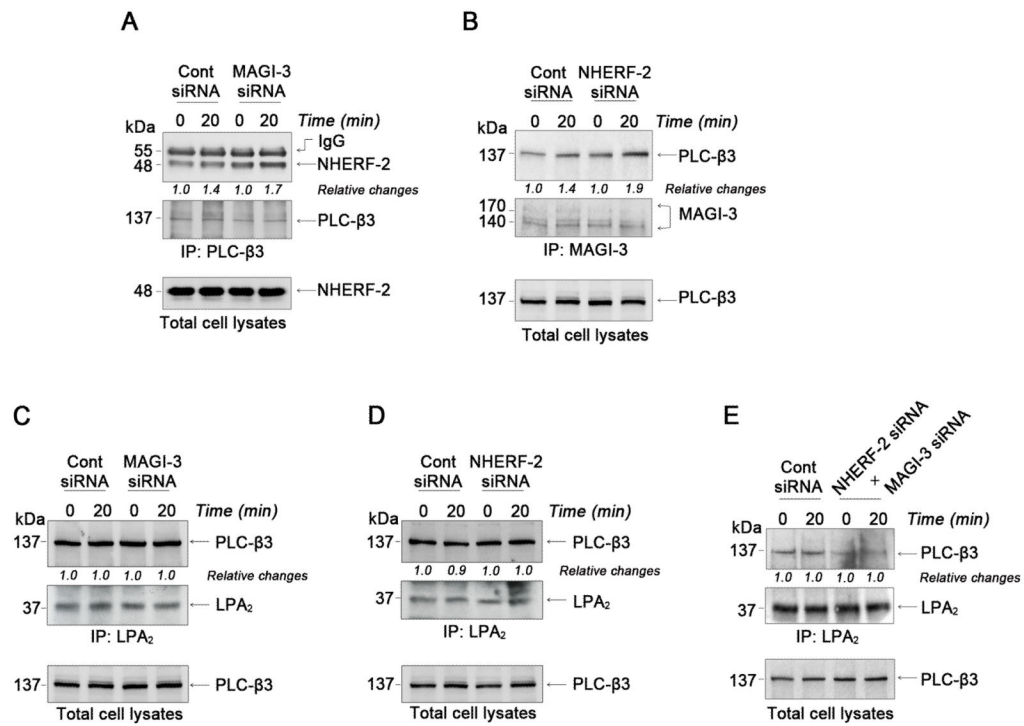 A
Cont MAGI-3
siRNA siRNA
kDa 0 20 0 20 Time (min)
IgG
55
48 NHERF-2
1.0 1.4 1.0 1.7 Relative changes
137 PLC-β3
IP: PLC-β3
48 NHERF-2
Total cell lysates
B
Cont NHERF-2
siRNA siRNA
kDa 0 20 0 20 Time (min)
137 PLC-β3
1.0 1.4 1.0 1.9 Relative changes
170
140 MAGI-3
IP: MAGI-3
137 PLC-β3
Total cell lysates
C
Cont MAGI-3
siRNA siRNA
kDa 0 20 0 20 Time (min)
137 PLC-β3
1.0 1.0 1.0 1.0 Relative changes
37 LPA₂
IP: LPA₂
137 PLC-β3
Total cell lysates
D
Cont NHERF-2
siRNA siRNA
kDa 0 20 0 20 Time (min)
137 PLC-β3
1.0 0.9 1.0 1.0 Relative changes
37 LPA₂
IP: LPA₂
137 PLC-β3
Total cell lysates
E
Cont
siRNA
NHERF-2 siRNA
+
MAGI-3 siRNA
kDa 0 20 0 20 Time (min)
137 PLC-β3
1.0 1.0 1.0 1.0 Relative changes
37 LPA₂
IP: LPA₂
137 PLC-β3
Total cell lysates